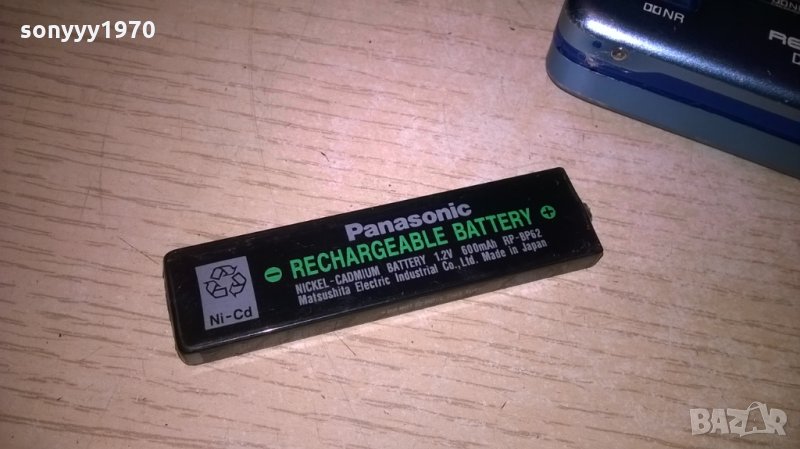 sonyyy1970
NR
Panasonic
RECHARGEABLE BATTERY
NICKEL-CADMIUM BATTERY 1.2V 600mAh RP-BP62
Matsushita Electric Industrial Co.,Ltd. Made in Japan
Ni-Cd
BAZAR